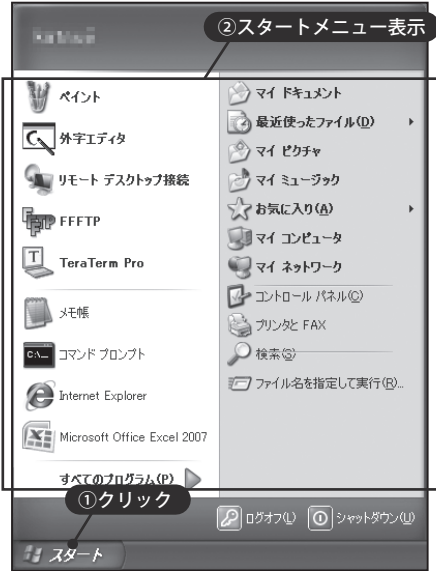 ②スタートメニュー表示
ペイント
外字エディタ
リモート デスクトップ接続
FFFTP
TeraTerm Pro
メモ帳
コマンド プロンプト
Internet Explorer
Microsoft Office Excel 2007
すべてのプログラム(P)
マイ ドキュメント
最近使ったファイル(D)
マイ ピクチャ
マイ ミュージック
お気に入り(A)
マイ コンピュータ
マイ ネットワーク
コントロール パネル(C)
プリンタと FAX
検索(S)
ファイル名を指定して実行(R)...
①クリック
ログオフ(L)
シャットダウン(U)
スタート